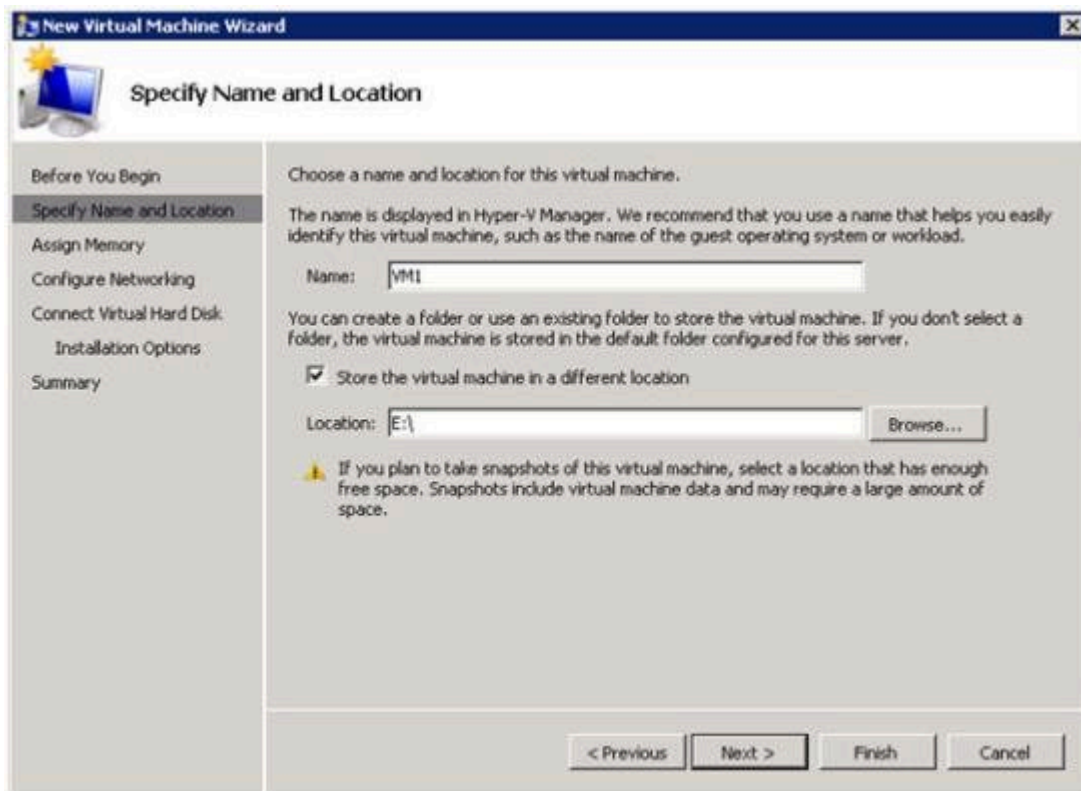 New Virtual Machine Wizard
Specify Name and Location
Before You Begin
Specify Name and Location
Assign Memory
Configure Networking
Connect Virtual Hard Disk
Installation Options
Summary
Choose a name and location for this virtual machine.
The name is displayed in Hyper-V Manager. We recommend that you use a name that helps you easily
identify this virtual machine, such as the name of the guest operating system or workload.
Name: VM1
You can create a folder or use an existing folder to store the virtual machine. If you don't select a
folder, the virtual machine is stored in the default folder configured for this server.
Store the virtual machine in a different location
Location: E:\ Browse...
If you plan to take snapshots of this virtual machine, select a location that has enough
free space. Snapshots include virtual machine data and may require a large amount of
space.
< Previous Next > Finish Cancel